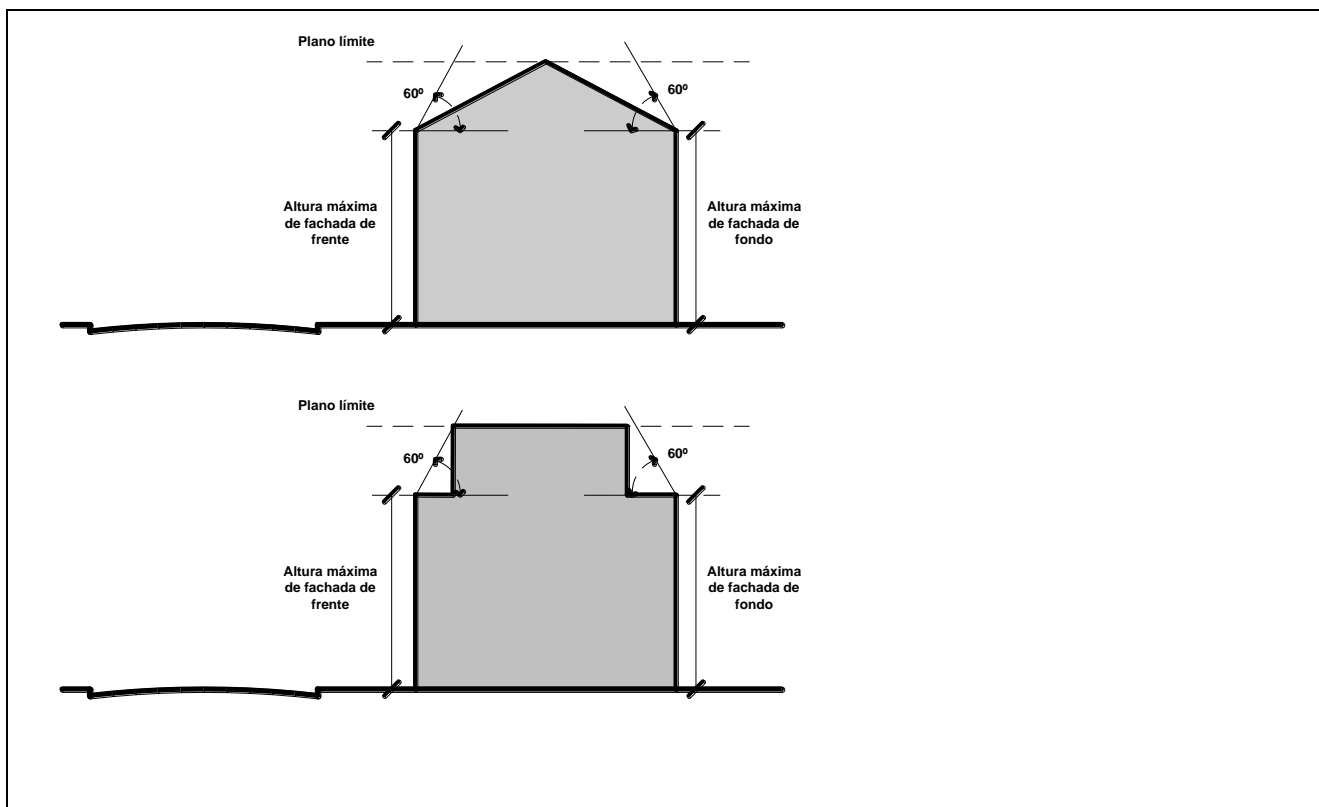 Plano límite
60º
60º
Altura máxima
de fachada de
frente
Altura máxima
de fachada de
fondo
Plano límite
60º
60º
Altura máxima
de fachada de
frente
Altura máxima
de fachada de
fondo